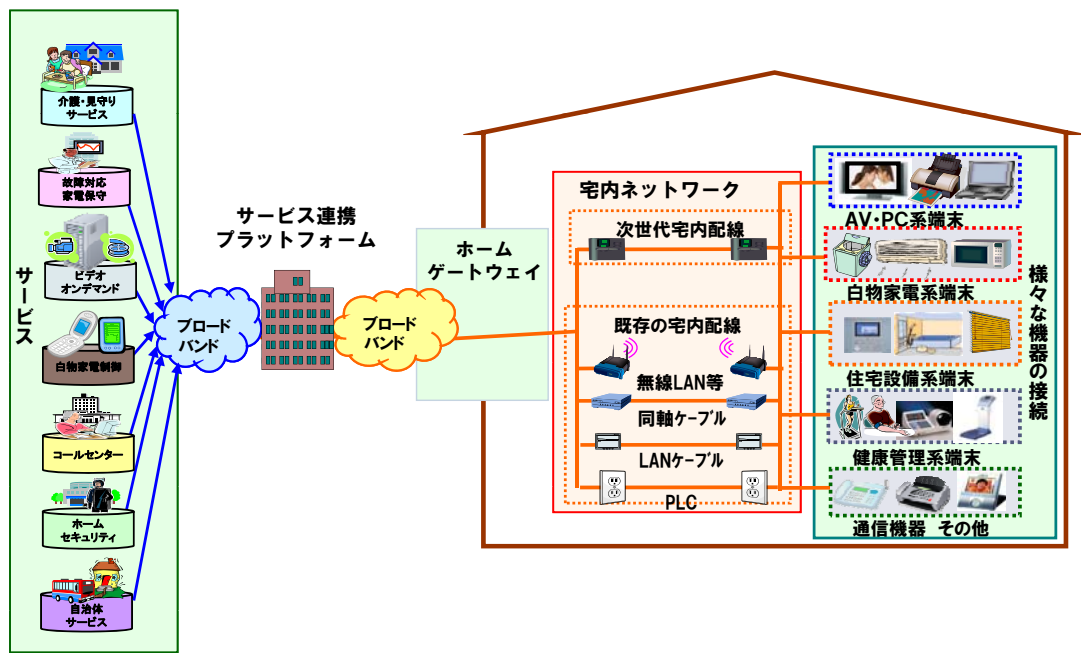 サービス
介護・見守り
サービス
故障対応
家電保守
ビデオ
オンデマンド
白物家電制御
コールセンター
ホーム
セキュリティ
自治体
サービス
ブロード
バンド
サービス連携
プラットフォーム
ブロード
バンド
ホーム
ゲートウェイ
宅内ネットワーク
次世代宅内配線
既存の宅内配線
無線LAN等
同軸ケーブル
LANケーブル
PLC
AV・PC系端末
白物家電系端末
住宅設備系端末
健康管理系端末
通信機器 その他
様々な機器の接続